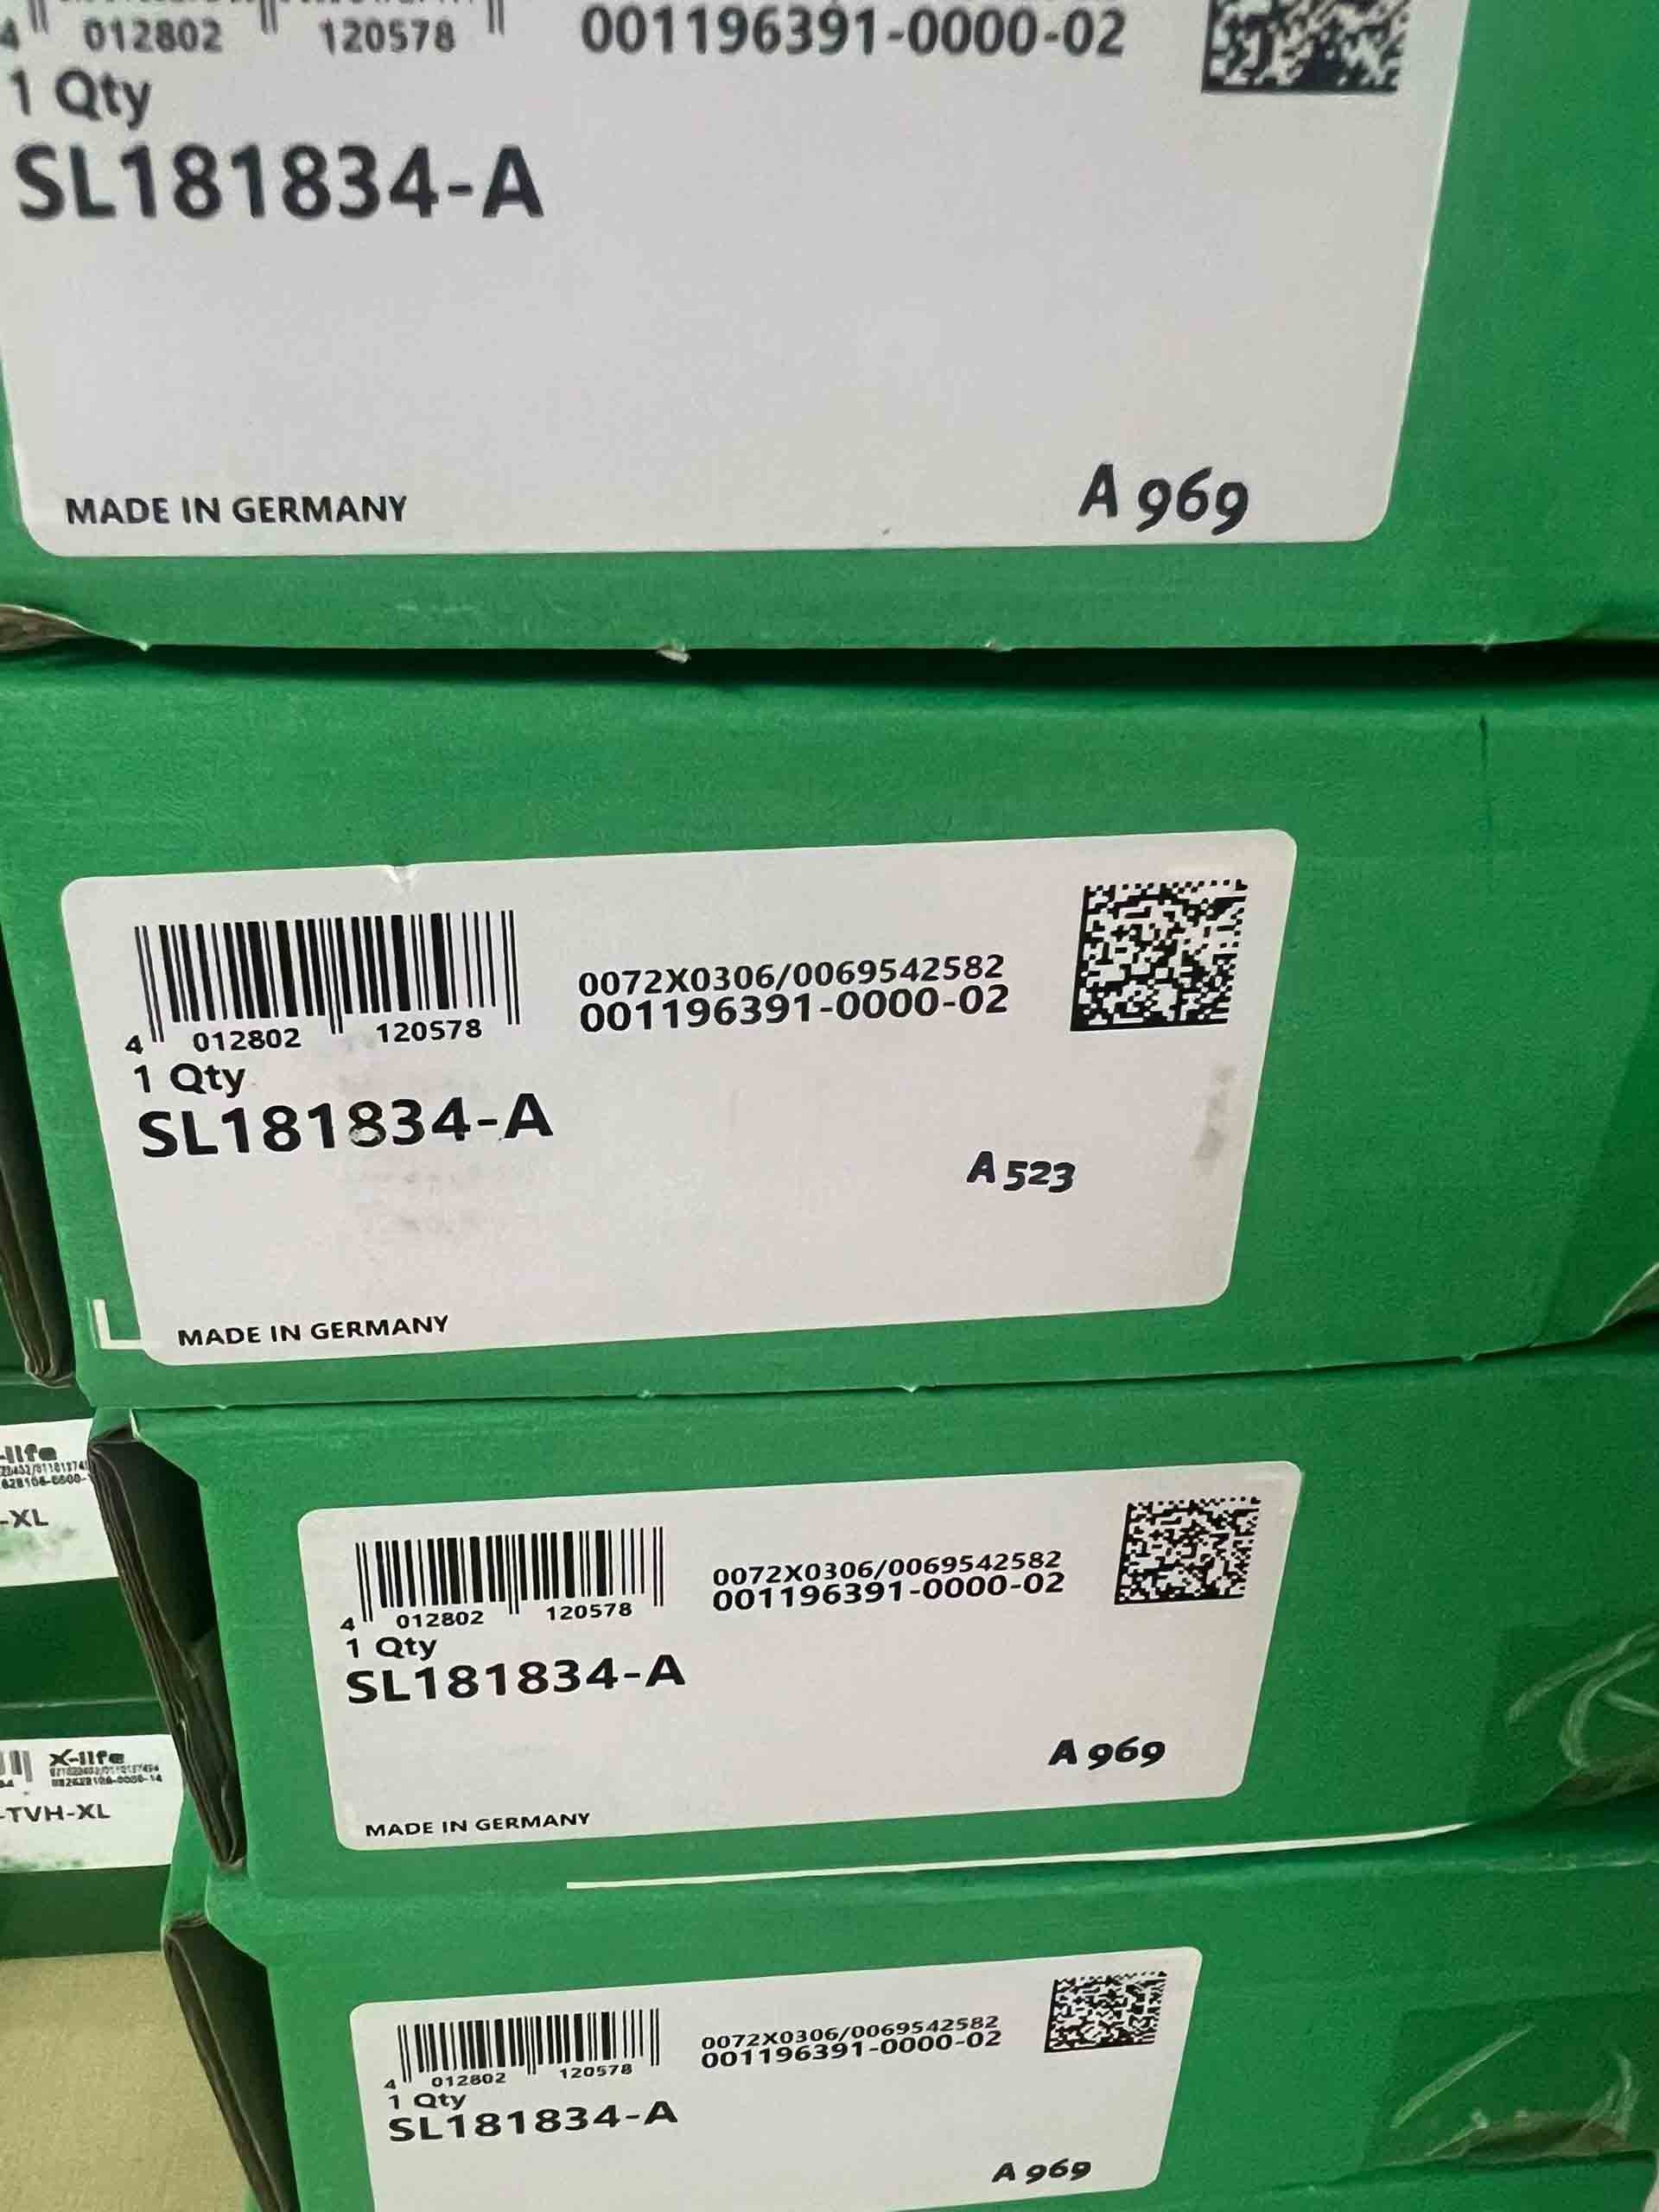 4 012802 120578
001196391-0000-02
1 Qty
SL181834-A
MADE IN GERMANY
A 969
4 012802 120578
0072X0306/0069542582
001196391-0000-02
1 Qty
SL181834-A
A 523
MADE IN GERMANY
-life
-XL
4 012802 120578
0072X0306/0069542582
001196391-0000-02
1 Qty
SL181834-A
A 969
MADE IN GERMANY
X-life
-TVH-XL
4 012802 120578
0072X0306/0069542582
001196391-0000-02
1 Qty
SL181834-A
A 969